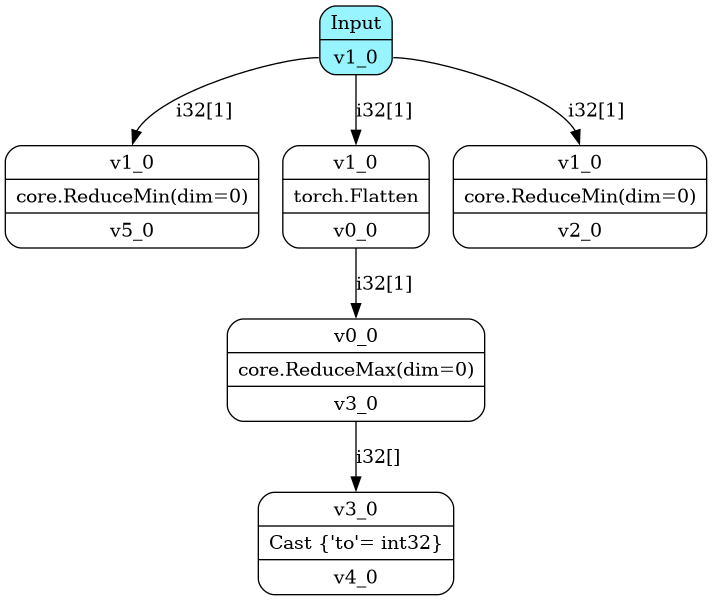 Input
v1_0
i32[1]
i32[1]
i32[1]
v1_0
core.ReduceMin(dim=0)
v5_0
v1_0
torch.Flatten
v0_0
v1_0
core.ReduceMin(dim=0)
v2_0
i32[1]
v0_0
core.ReduceMax(dim=0)
v3_0
i32[]
v3_0
Cast {'to'= int32}
v4_0